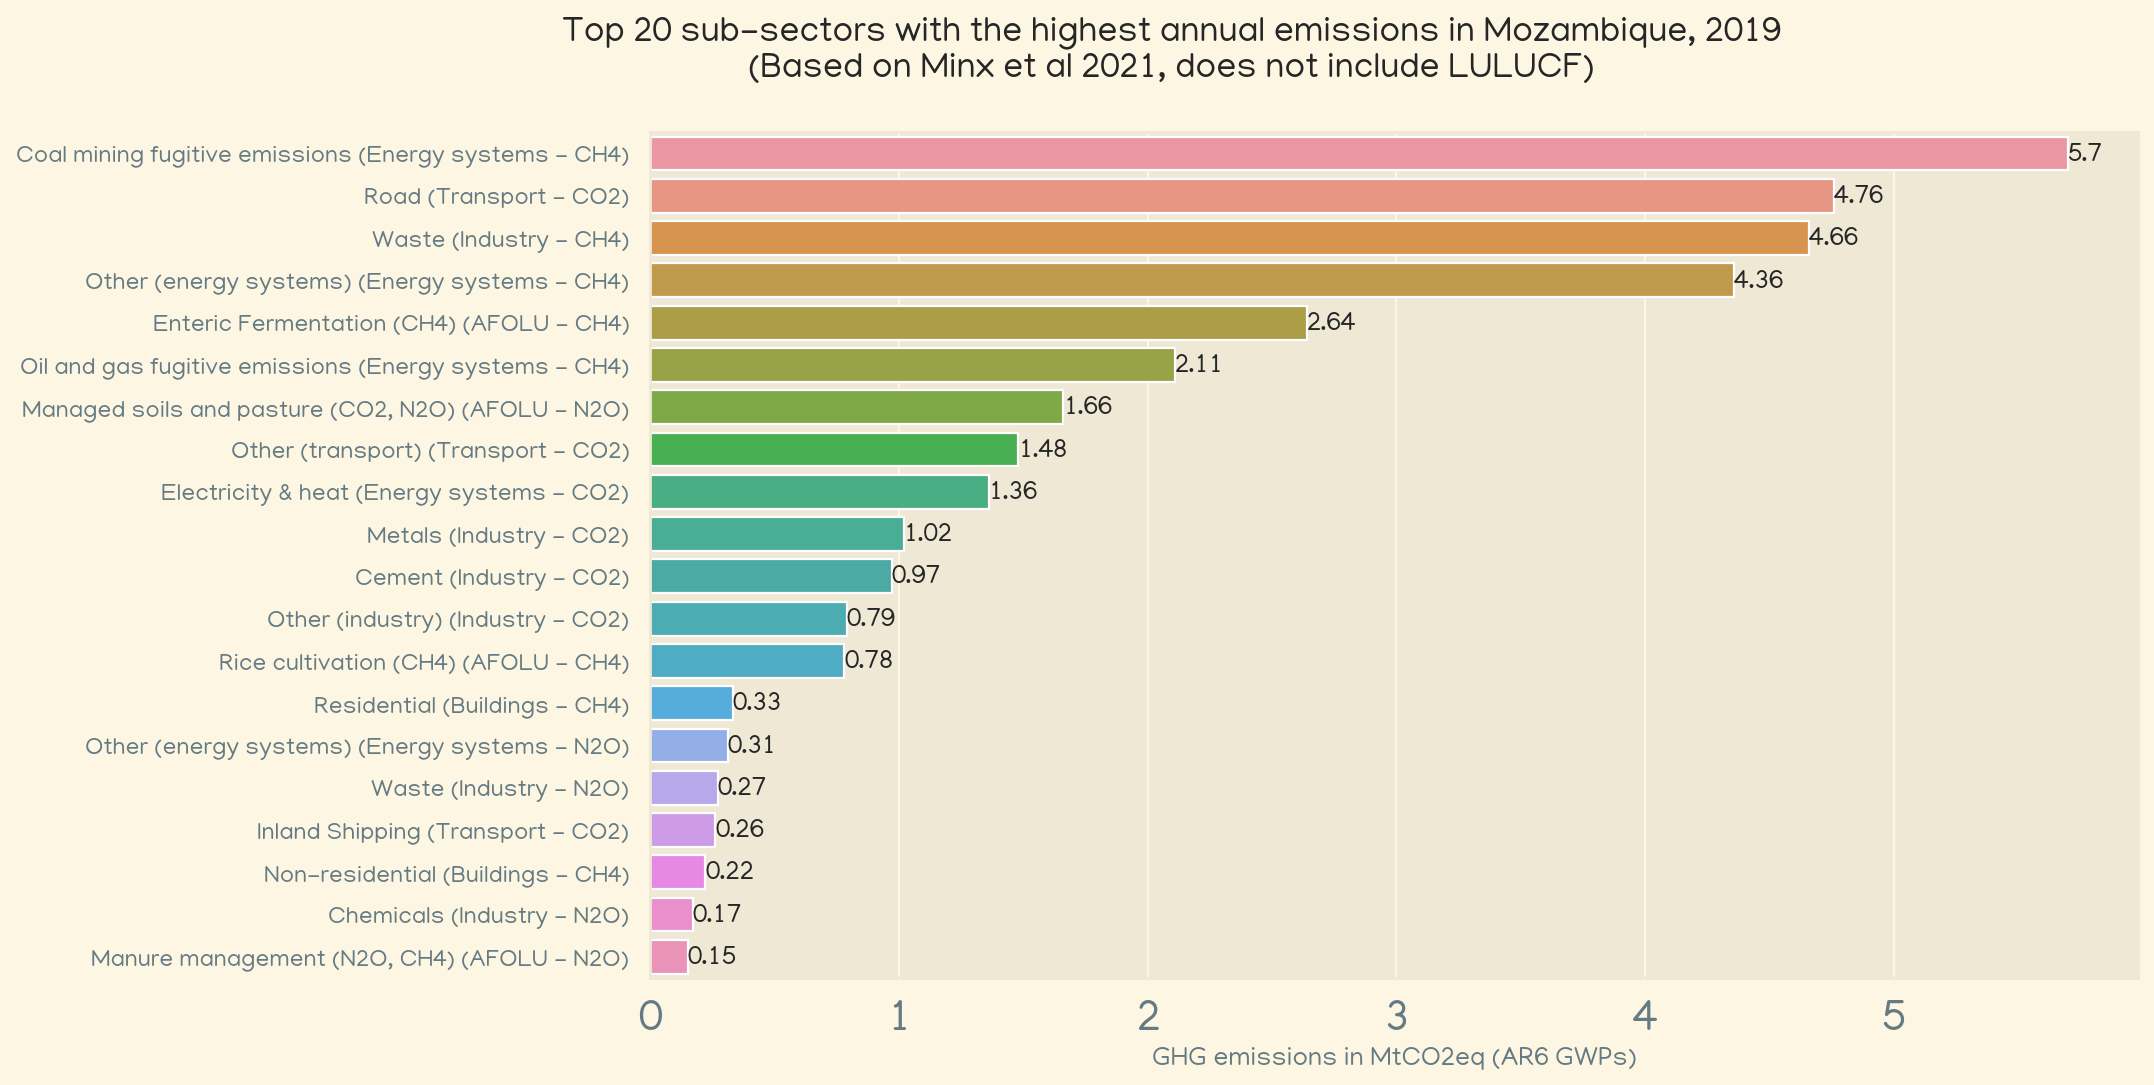 Top 20 sub-sectors with the highest annual emissions in Mozambique, 2019
(Based on Minx et al 2021, does not include LULUCF)
Coal mining fugitive emissions (Energy systems - CH4) 5.7
Road (Transport - CO2) 4.76
Waste (Industry - CH4) 4.66
Other (energy systems) (Energy systems - CH4) 4.36
Enteric Fermentation (CH4) (AFOLU - CH4) 2.64
Oil and gas fugitive emissions (Energy systems - CH4) 2.11
Managed soils and pasture (CO2, N2O) (AFOLU - N2O) 1.66
Other (transport) (Transport - CO2) 1.48
Electricity & heat (Energy systems - CO2) 1.36
Metals (Industry - CO2) 1.02
Cement (Industry - CO2) 0.97
Other (industry) (Industry - CO2) 0.79
Rice cultivation (CH4) (AFOLU - CH4) 0.78
Residential (Buildings - CH4) 0.33
Other (energy systems) (Energy systems - N2O) 0.31
Waste (Industry - N2O) 0.27
Inland Shipping (Transport - CO2) 0.26
Non-residential (Buildings - CH4) 0.22
Chemicals (Industry - N2O) 0.17
Manure management (N2O, CH4) (AFOLU - N2O) 0.15
0 1 2 3 4 5
GHG emissions in MtCO2eq (AR6 GWPs)